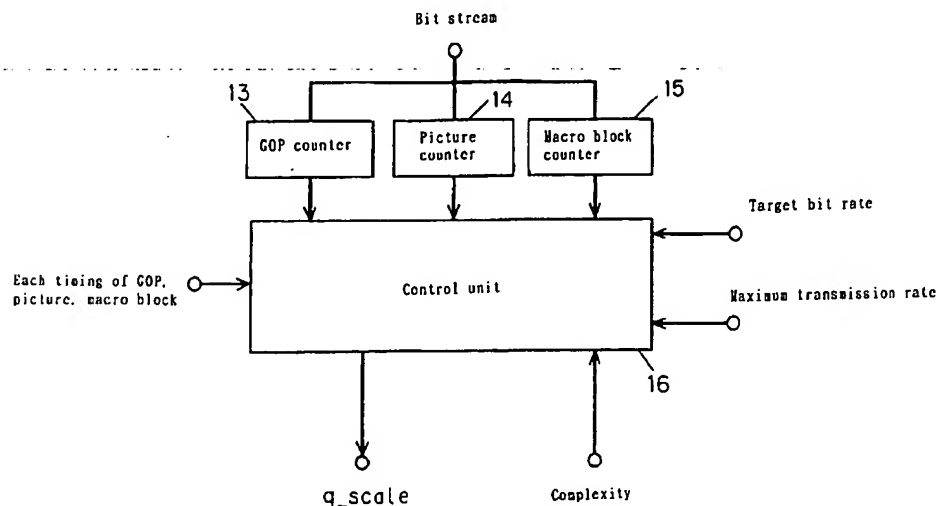 Bit stream
13
14
15
GOP counter
Picture
counter
Macro block
counter
Target bit rate
Each timing of GOP,
picture, macro block
Control unit
Maximum transmission rate
16
q_scale
Complexity